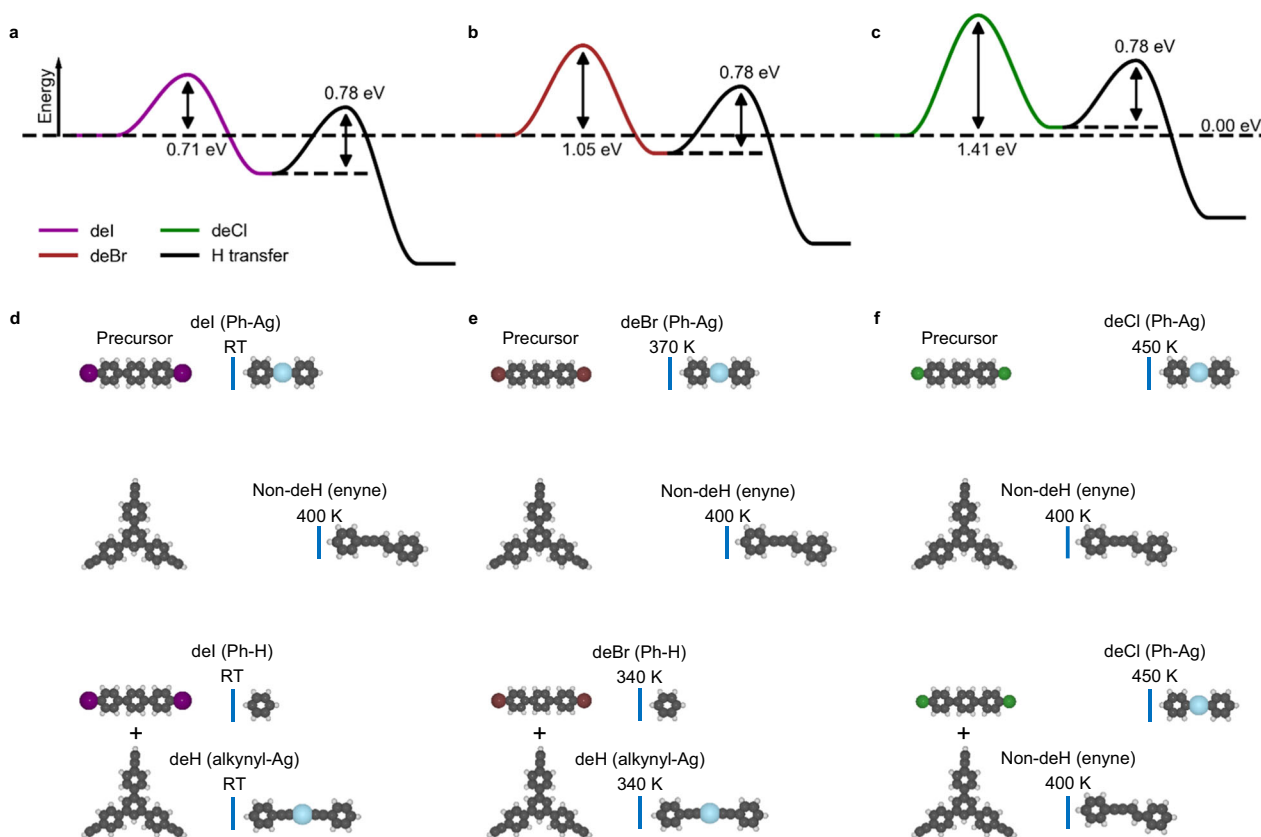 a
b
c
Energy
0.71 eV
0.78 eV
1.05 eV
0.78 eV
1.41 eV
0.78 eV
0.00 eV
deI
deCl
deBr
H transfer
d
Precursor
deI (Ph-Ag)
RT
Non-deH (enyne)
400 K
deI (Ph-H)
RT
+
deH (alkynyl-Ag)
RT
e
Precursor
deBr (Ph-Ag)
370 K
Non-deH (enyne)
400 K
deBr (Ph-H)
340 K
+
deH (alkynyl-Ag)
340 K
f
Precursor
deCl (Ph-Ag)
450 K
Non-deH (enyne)
400 K
deCl (Ph-Ag)
450 K
+
Non-deH (enyne)
400 K